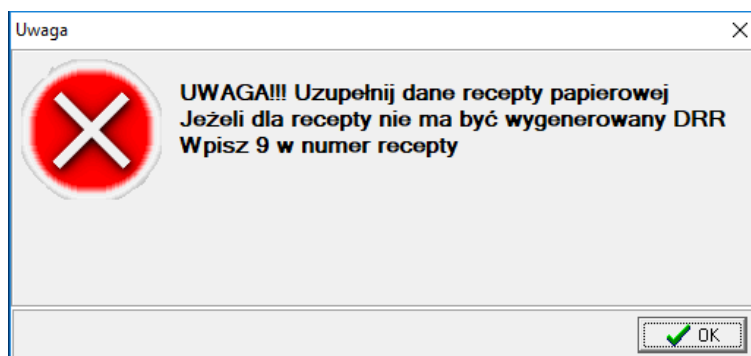 Uwaga
UWAGA!!! Uzupełnij dane recepty papierowej
Jeżeli dla recepty nie ma być wygenerowany DRR
Wpisz 9 w numer recepty
OK